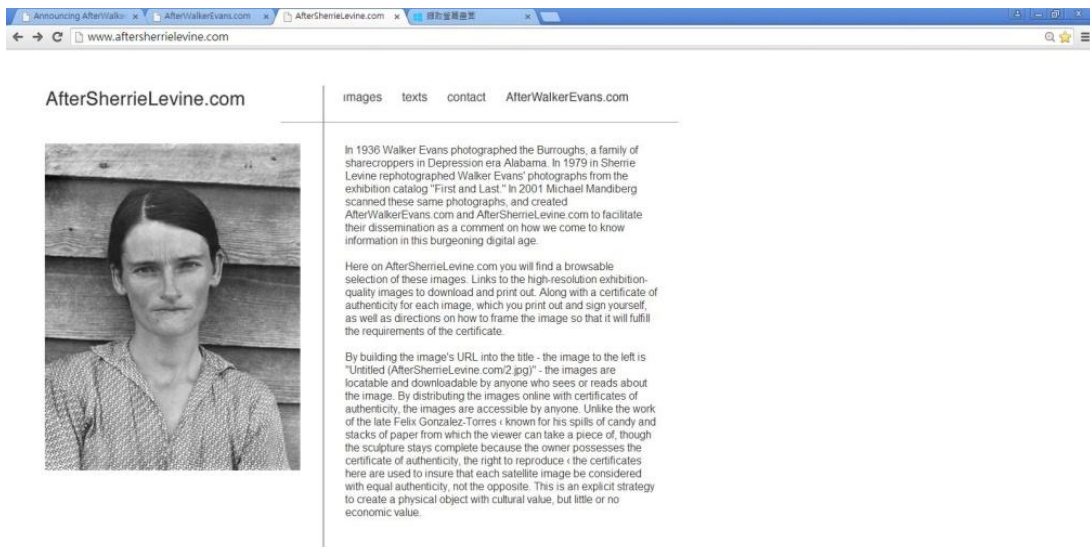 Announcing AfterWalker
AfterWalkerEvans.com
AfterSherrieLevine.com
擷取螢幕畫面
www.aftersherrielevine.com
AfterSherrieLevine.com
images texts contact AfterWalkerEvans.com
In 1936 Walker Evans photographed the Burroughs, a family of
sharecroppers in Depression era Alabama. In 1979 in Sherrie
Levine rephotographed Walker Evans' photographs from the
exhibition catalog "First and Last." In 2001 Michael Mandiberg
scanned these same photographs, and created
AfterWalkerEvans.com and AfterSherrieLevine.com to facilitate
their dissemination as a comment on how we come to know
information in this burgeoning digital age.
Here on AfterSherrieLevine.com you will find a browsable
selection of these images. Links to the high-resolution exhibition-
quality images to download and print out. Along with a certificate of
authenticity for each image, which you print out and sign yourself,
as well as directions on how to frame the image so that it will fulfill
the requirements of the certificate.
By building the image's URL into the title - the image to the left is
"Untitled (AfterSherrieLevine.com/2.jpg)" - the images are
locatable and downloadable by anyone who sees or reads about
the image. By distributing the images online with certificates of
authenticity, the images are accessible by anyone. Unlike the work
of the late Felix Gonzalez-Torres ‹ known for his spills of candy and
stacks of paper from which the viewer can take a piece of, though
the sculpture stays complete because the owner possesses the
certificate of authenticity, the right to reproduce ‹ the certificates
here are used to insure that each satellite image be considered
with equal authenticity, not the opposite. This is an explicit strategy
to create a physical object with cultural value, but little or no
economic value.